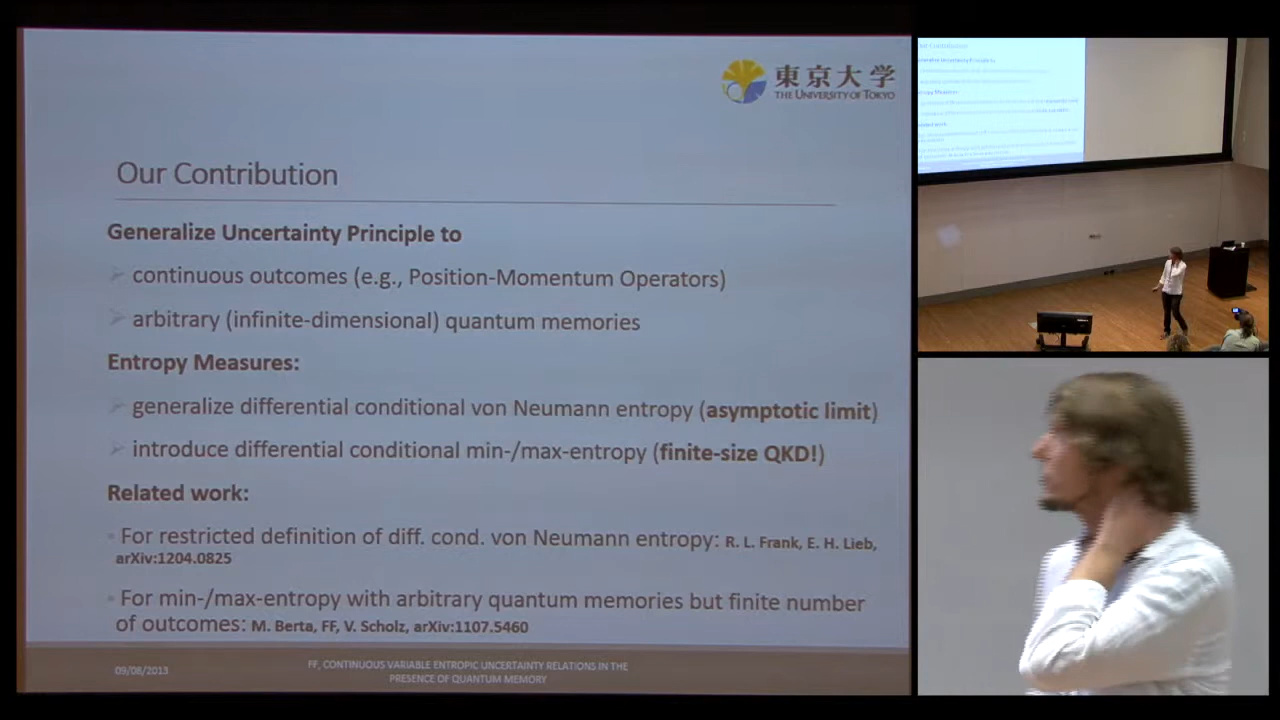 東京大学
THE UNIVERSITY OF TOKYO
Our Contribution
Generalize Uncertainty Principle to
continuous outcomes (e.g., Position-Momentum Operators)
arbitrary (infinite-dimensional) quantum memories
Entropy Measures:
generalize differential conditional von Neumann entropy (asymptotic limit)
introduce differential conditional min-/max-entropy (finite-size QKD!)
Related work:
For restricted definition of diff. cond. von Neumann entropy: R. L. Frank, E. H. Lieb,
arXiv:1204.0825
For min-/max-entropy with arbitrary quantum memories but finite number
of outcomes: M. Berta, FF, V. Scholz, arXiv:1107.5460
09/08/2013
FF, CONTINUOUS VARIABLE ENTROPIC UNCERTAINTY RELATIONS IN THE
PRESENCE OF QUANTUM MEMORY